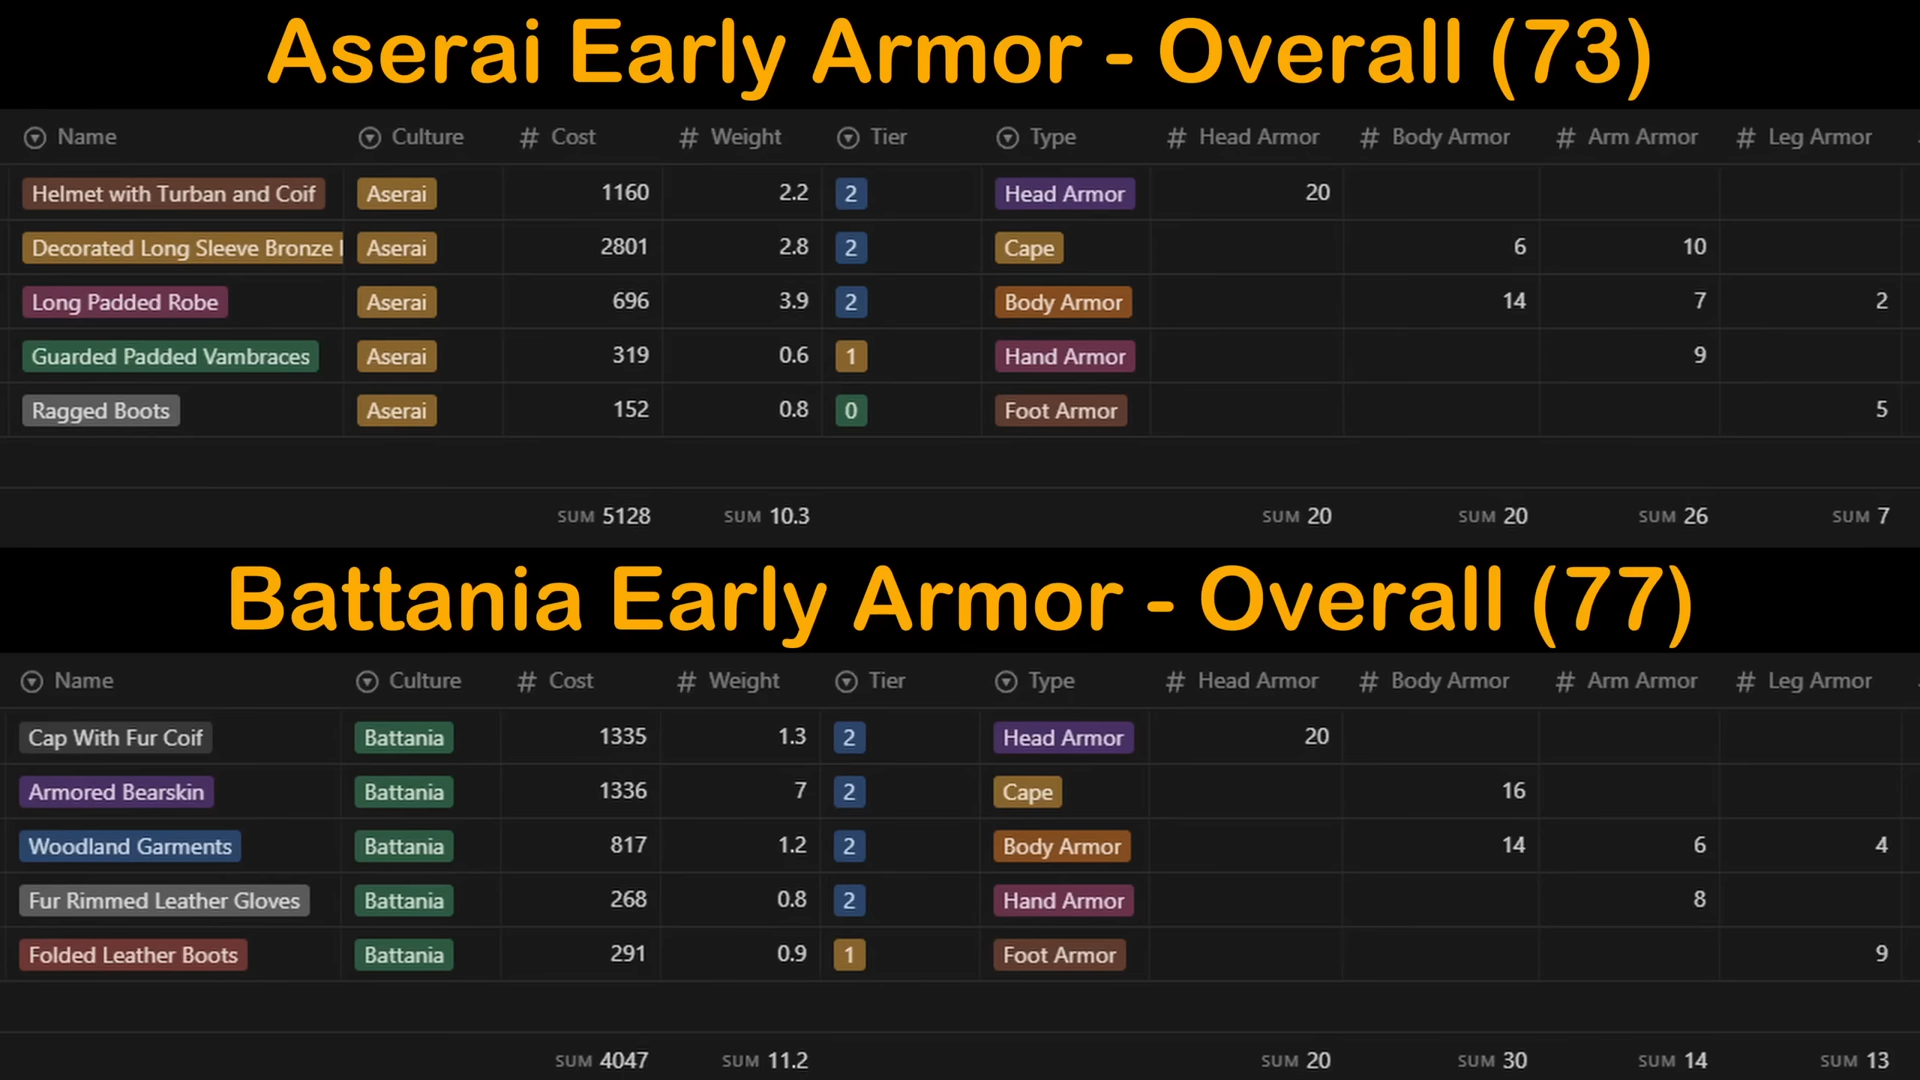 Aserai Early Armor - Overall (73)
Name Culture # Cost # Weight Tier Type # Head Armor # Body Armor # Arm Armor # Leg Armor
Helmet with Turban and Coif Aserai 1160 2.2 2 Head Armor 20
Decorated Long Sleeve Bronze Aserai 2801 2.8 2 Cape 6 10
Long Padded Robe Aserai 696 3.9 2 Body Armor 14 7 2
Guarded Padded Vambraces Aserai 319 0.6 1 Hand Armor 9
Ragged Boots Aserai 152 0.8 0 Foot Armor 5
SUM 5128 SUM 10.3 SUM 20 SUM 20 SUM 26 SUM 7
Battania Early Armor - Overall (77)
Name Culture # Cost # Weight Tier Type # Head Armor # Body Armor # Arm Armor # Leg Armor
Cap With Fur Coif Battania 1335 1.3 2 Head Armor 20
Armored Bearskin Battania 1336 7 2 Cape 16
Woodland Garments Battania 817 1.2 2 Body Armor 14 6 4
Fur Rimmed Leather Gloves Battania 268 0.8 2 Hand Armor 8
Folded Leather Boots Battania 291 0.9 1 Foot Armor 9
SUM 4047 SUM 11.2 SUM 20 SUM 30 SUM 14 SUM 13